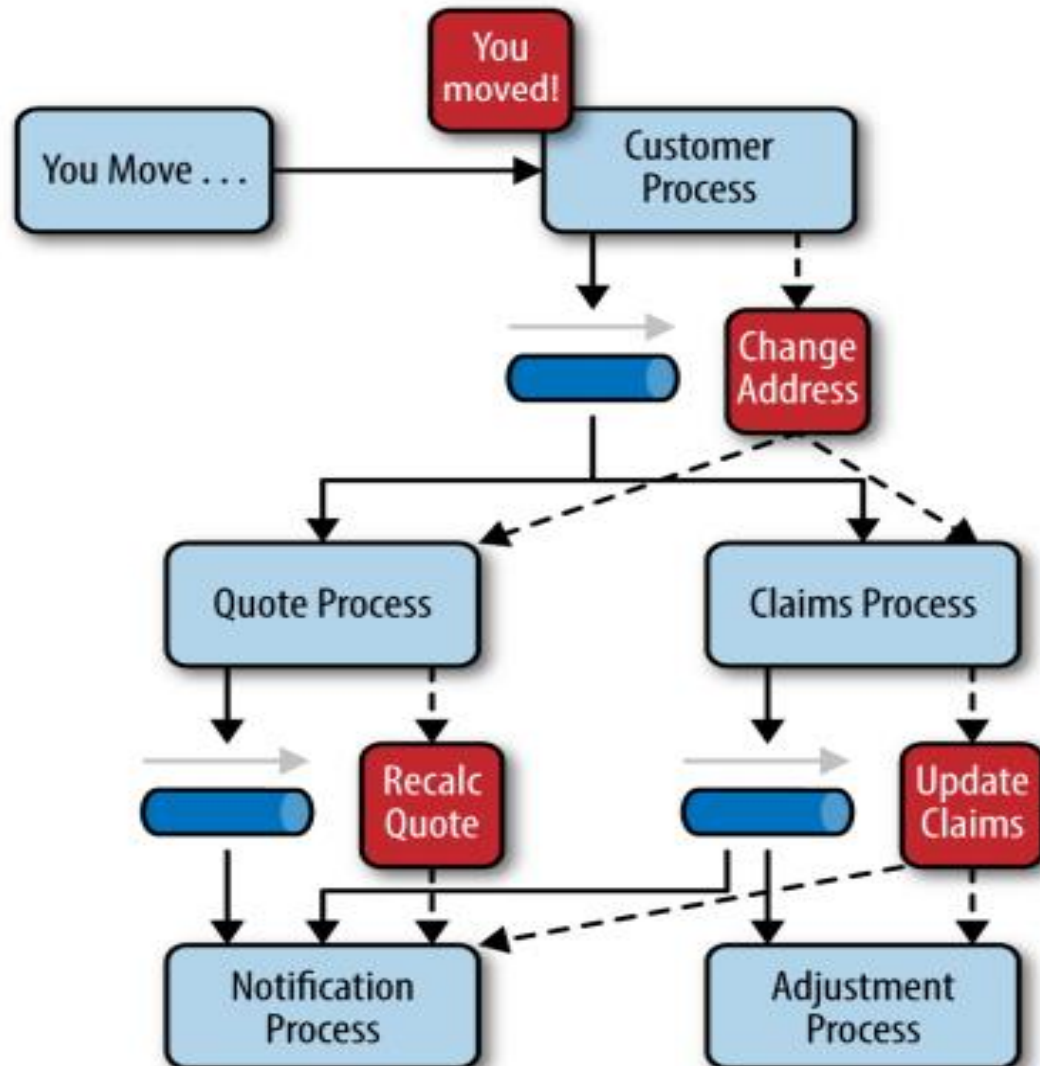 You
moved!
You Move . . .
Customer
Process
Change
Address
Quote Process
Claims Process
Recalc
Quote
Update
Claims
Notification
Process
Adjustment
Process